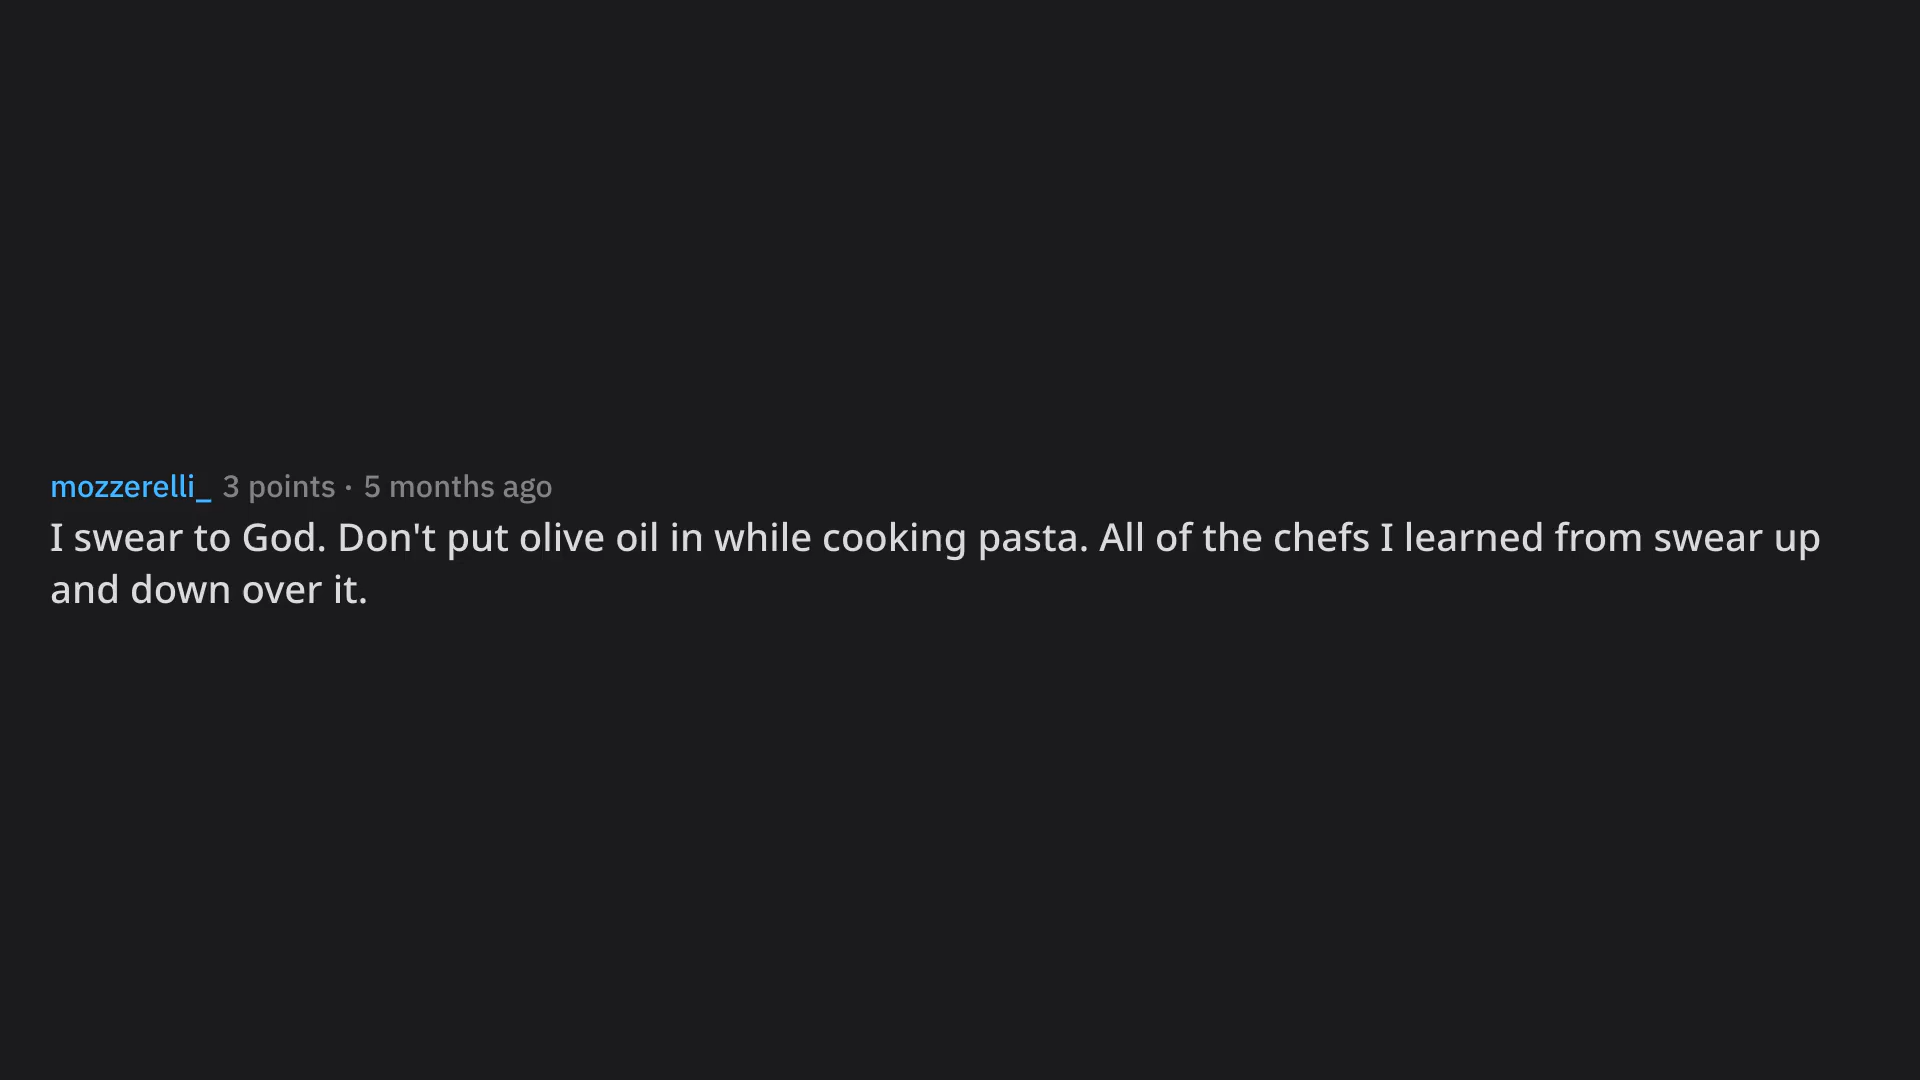 mozzerelli_ 3 points · 5 months ago
I swear to God. Don't put olive oil in while cooking pasta. All of the chefs I learned from swear up
and down over it.